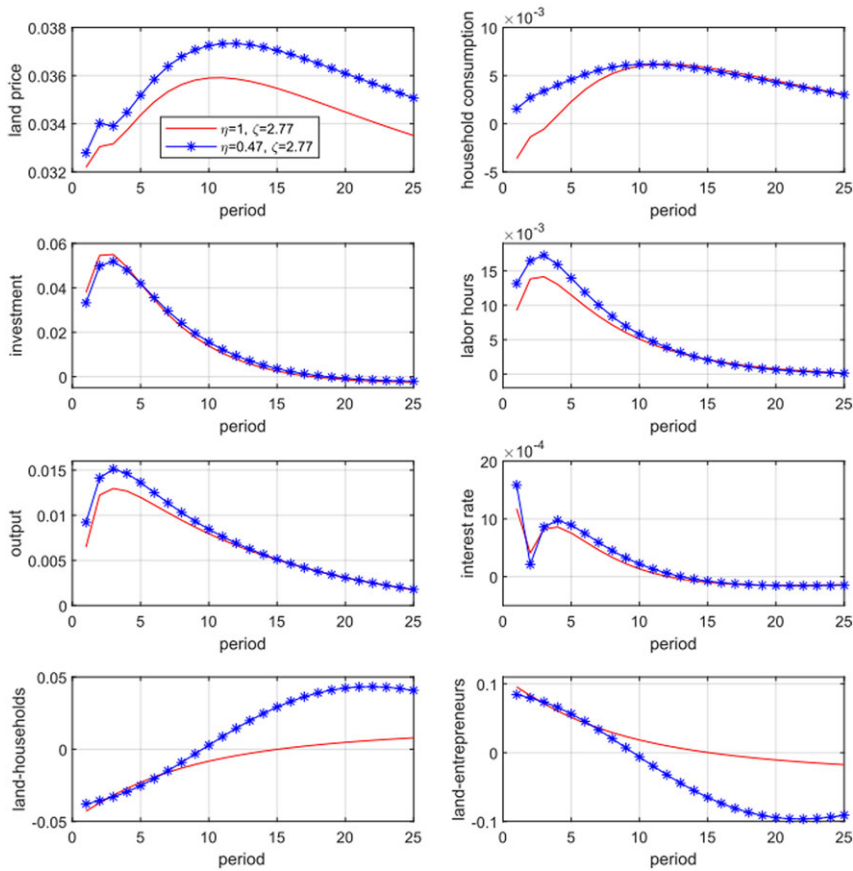 land price
0.038
0.036
0.034
0.032
η=1, ζ=2.77
η=0.47, ζ=2.77
0 5 10 15 20 25
period
household consumption
×10⁻³
10
5
0
-5
0 5 10 15 20 25
period
investment
0.06
0.04
0.02
0
0 5 10 15 20 25
period
labor hours
×10⁻³
15
10
5
0
0 5 10 15 20 25
period
output
0.015
0.01
0.005
0
0 5 10 15 20 25
period
interest rate
×10⁻⁴
20
10
0
0 5 10 15 20 25
period
land-households
0.05
0
-0.05
0 5 10 15 20 25
period
land-entrepreneurs
0.1
0
-0.1
0 5 10 15 20 25
period